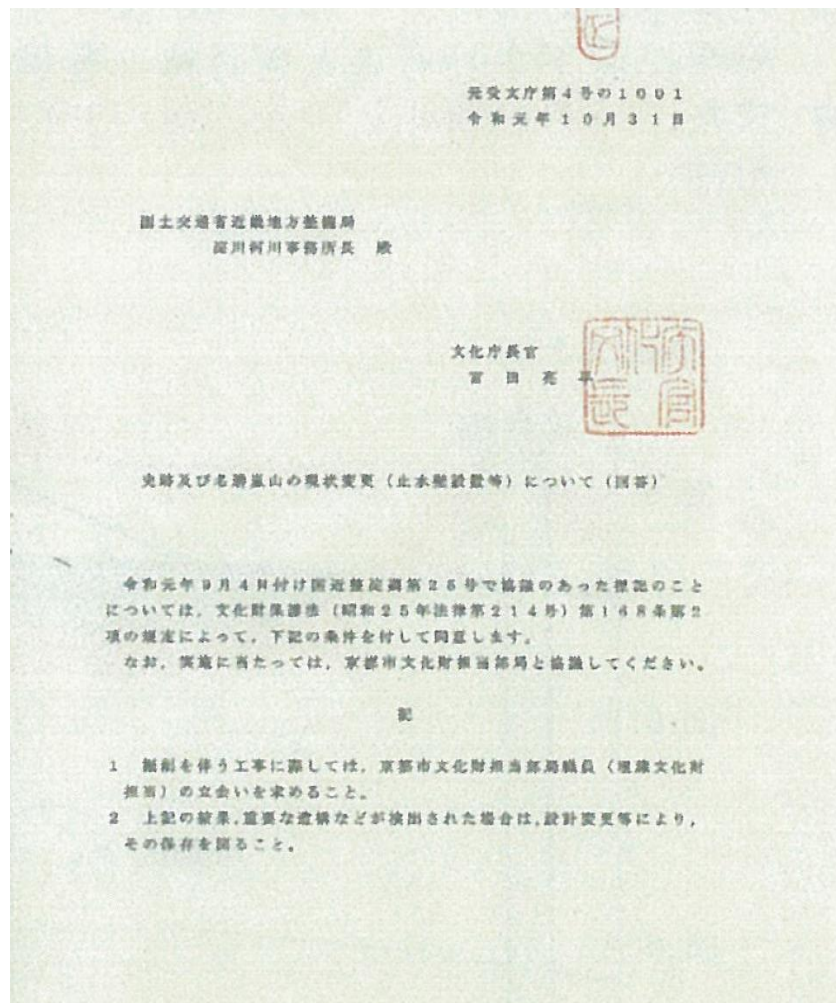 正
元受文庁第4号の1091
令和元年10月31日
国土交通省近畿地方整備局
淀川河川事務所長 殿
文化庁長官
宮田亮平
文化庁長官
史跡及び名勝嵐山の現状変更（止水壁設置等）について（回答）
令和元年9月4日付け国近整淀調第25号で協議のあった標記のこと
については，文化財保護法（昭和25年法律第214号）第168条第2
項の規定によって，下記の条件を付して同意します。
なお，実施に当たっては，京都市文化財担当部局と協議してください。
記
1 掘削を伴う工事に際しては，京都市文化財担当部局職員（埋蔵文化財
担当）の立会いを求めること。
2 上記の結果，重要な遺構などが検出された場合は，設計変更等により，
その保存を図ること。